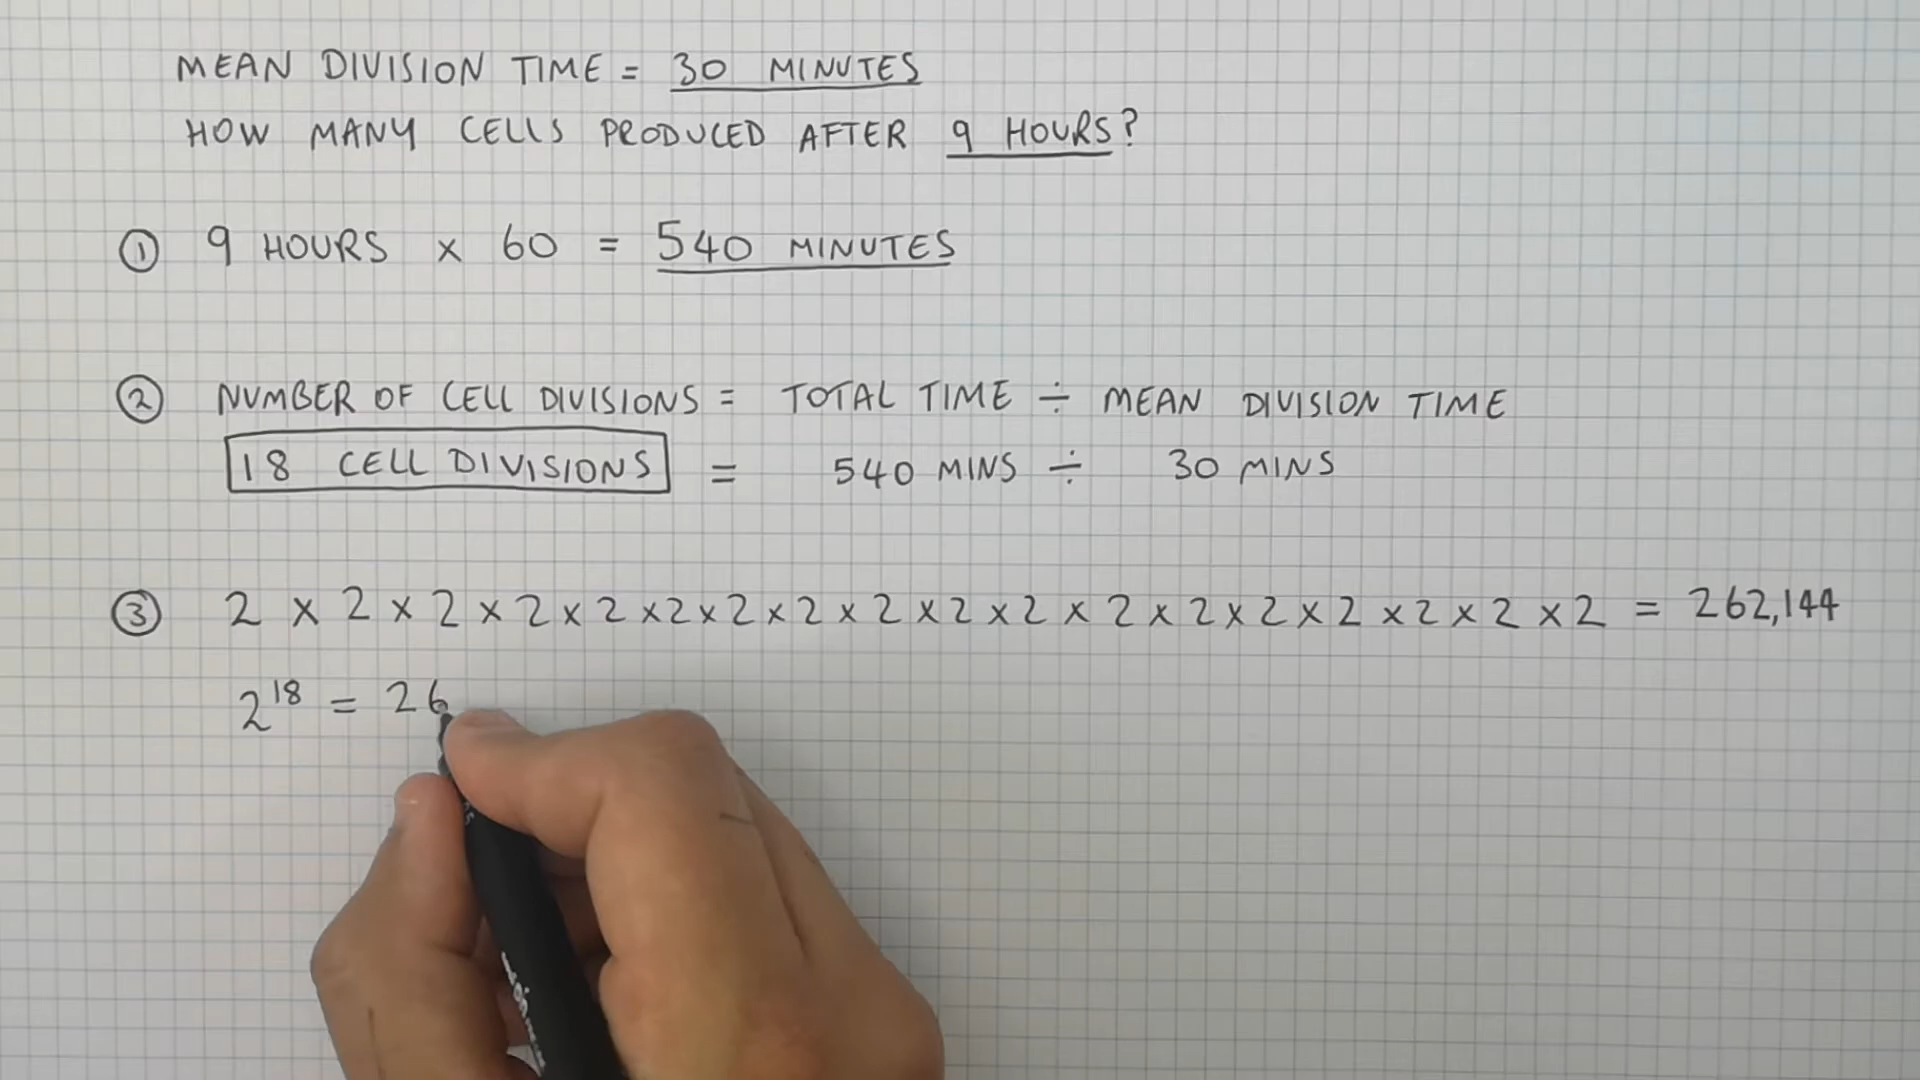 MEAN DIVISION TIME = 30 MINUTES
HOW MANY CELLS PRODUCED AFTER 9 HOURS?
① 9 HOURS × 60 = 540 MINUTES
② NUMBER OF CELL DIVISIONS = TOTAL TIME ÷ MEAN DIVISION TIME
18 CELL DIVISIONS = 540 MINS ÷ 30 MINS
③ 2 × 2 × 2 × 2 × 2 × 2 × 2 × 2 × 2 × 2 × 2 × 2 × 2 × 2 × 2 × 2 × 2 × 2 = 262,144
2¹⁸ = 26